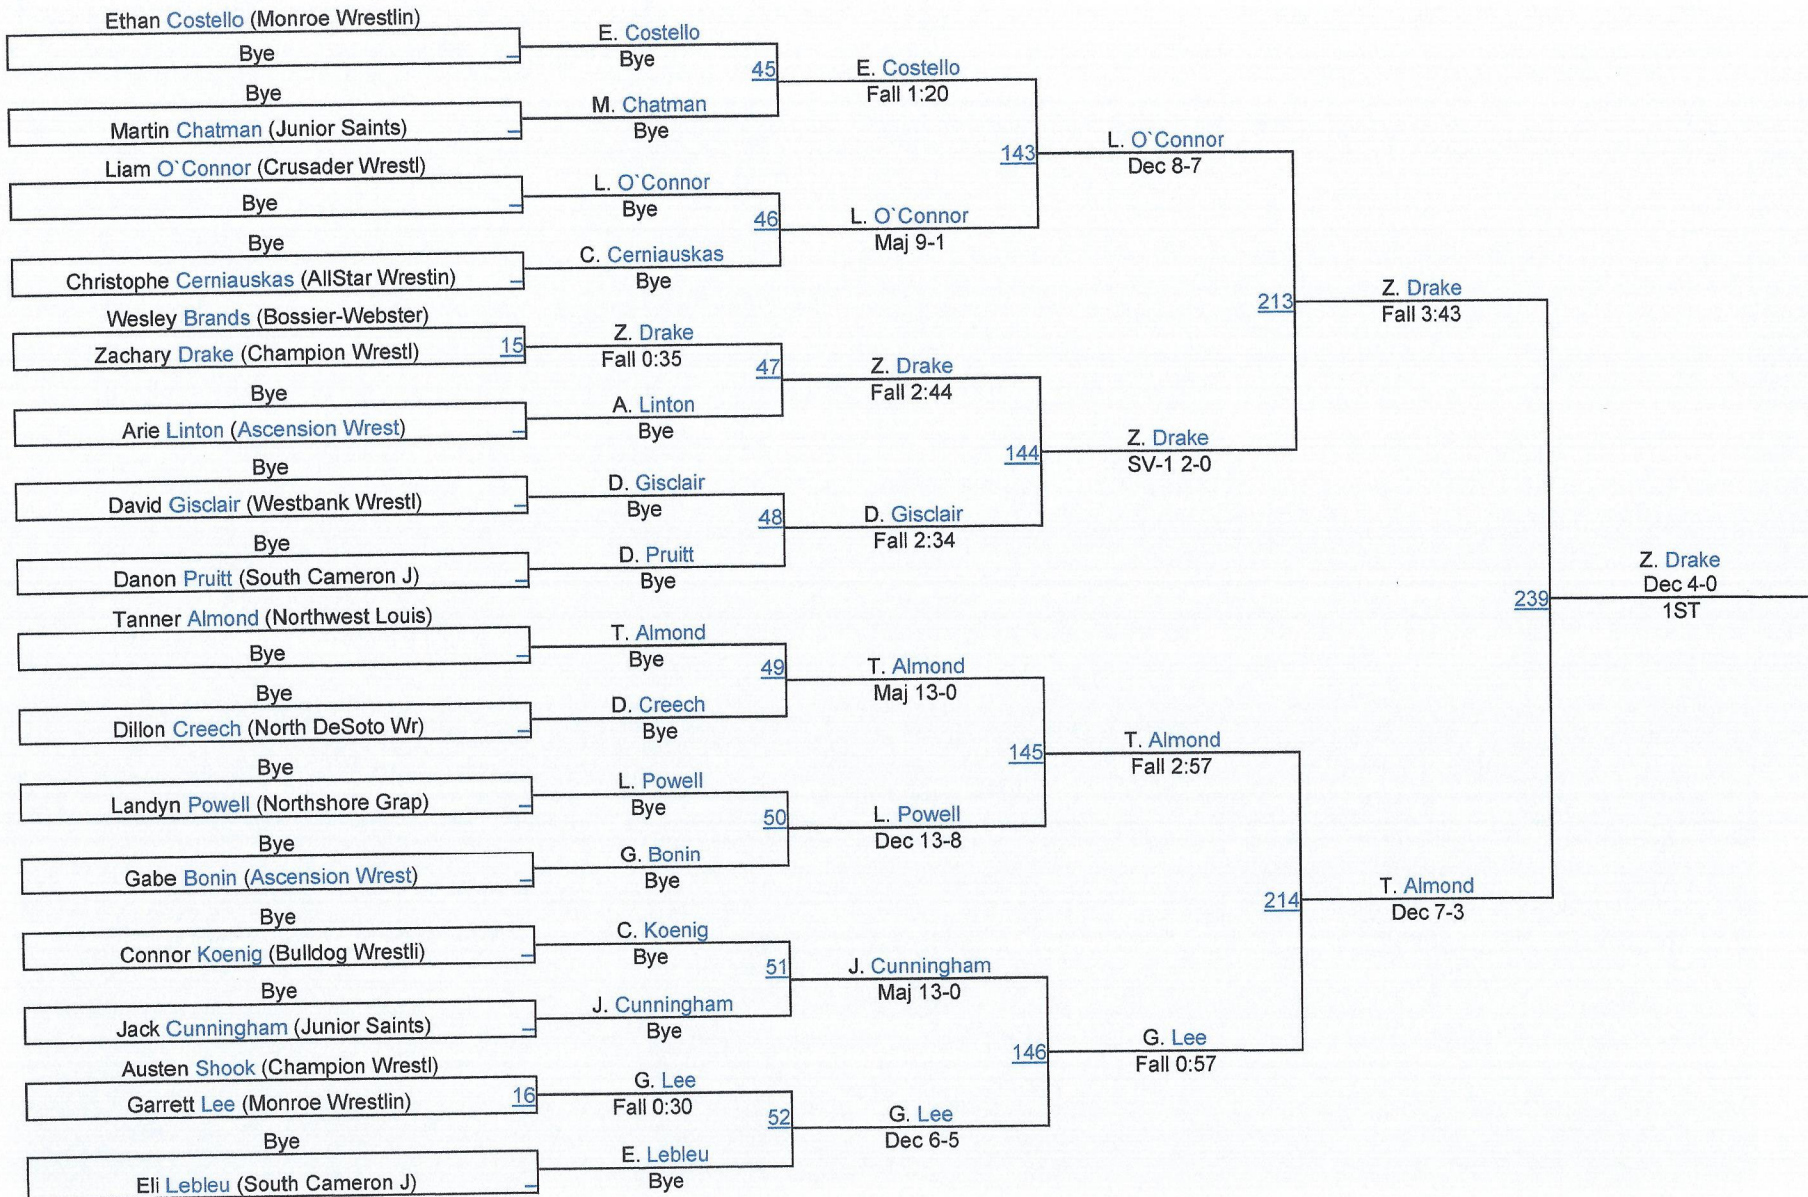 Ethan Costello (Monroe Wrestlin)
Bye
Bye
Martin Chatman (Junior Saints)
Liam O`Connor (Crusader Wrestl)
Bye
Bye
Christophe Cerniauskas (AllStar Wrestin)
Wesley Brands (Bossier-Webster)
Zachary Drake (Champion Wrestl)
15
Bye
Arie Linton (Ascension Wrest)
Bye
David Gisclair (Westbank Wrestl)
Bye
Danon Pruitt (South Cameron J)
Tanner Almond (Northwest Louis)
Bye
Bye
Dillon Creech (North DeSoto Wr)
Bye
Landyn Powell (Northshore Grap)
Bye
Gabe Bonin (Ascension Wrest)
Bye
Connor Koenig (Bulldog Wrestli)
Bye
Jack Cunningham (Junior Saints)
Austen Shook (Champion Wrestl)
Garrett Lee (Monroe Wrestlin)
16
Bye
Eli Lebleu (South Cameron J)
E. Costello
Bye
45
M. Chatman
Bye
L. O`Connor
Bye
46
C. Cerniauskas
Bye
Z. Drake
Fall 0:35
47
A. Linton
Bye
D. Gisclair
Bye
48
D. Pruitt
Bye
T. Almond
Bye
49
D. Creech
Bye
L. Powell
Bye
50
G. Bonin
Bye
C. Koenig
Bye
51
J. Cunningham
Bye
G. Lee
Fall 0:30
52
E. Lebleu
Bye
E. Costello
Fall 1:20
143
L. O`Connor
Maj 9-1
Z. Drake
Fall 2:44
144
D. Gisclair
Fall 2:34
T. Almond
Maj 13-0
145
L. Powell
Dec 13-8
J. Cunningham
Maj 13-0
146
G. Lee
Dec 6-5
L. O`Connor
Dec 8-7
213
Z. Drake
SV-1 2-0
T. Almond
Fall 2:57
214
G. Lee
Fall 0:57
Z. Drake
Fall 3:43
239
T. Almond
Dec 7-3
Z. Drake
Dec 4-0
1ST